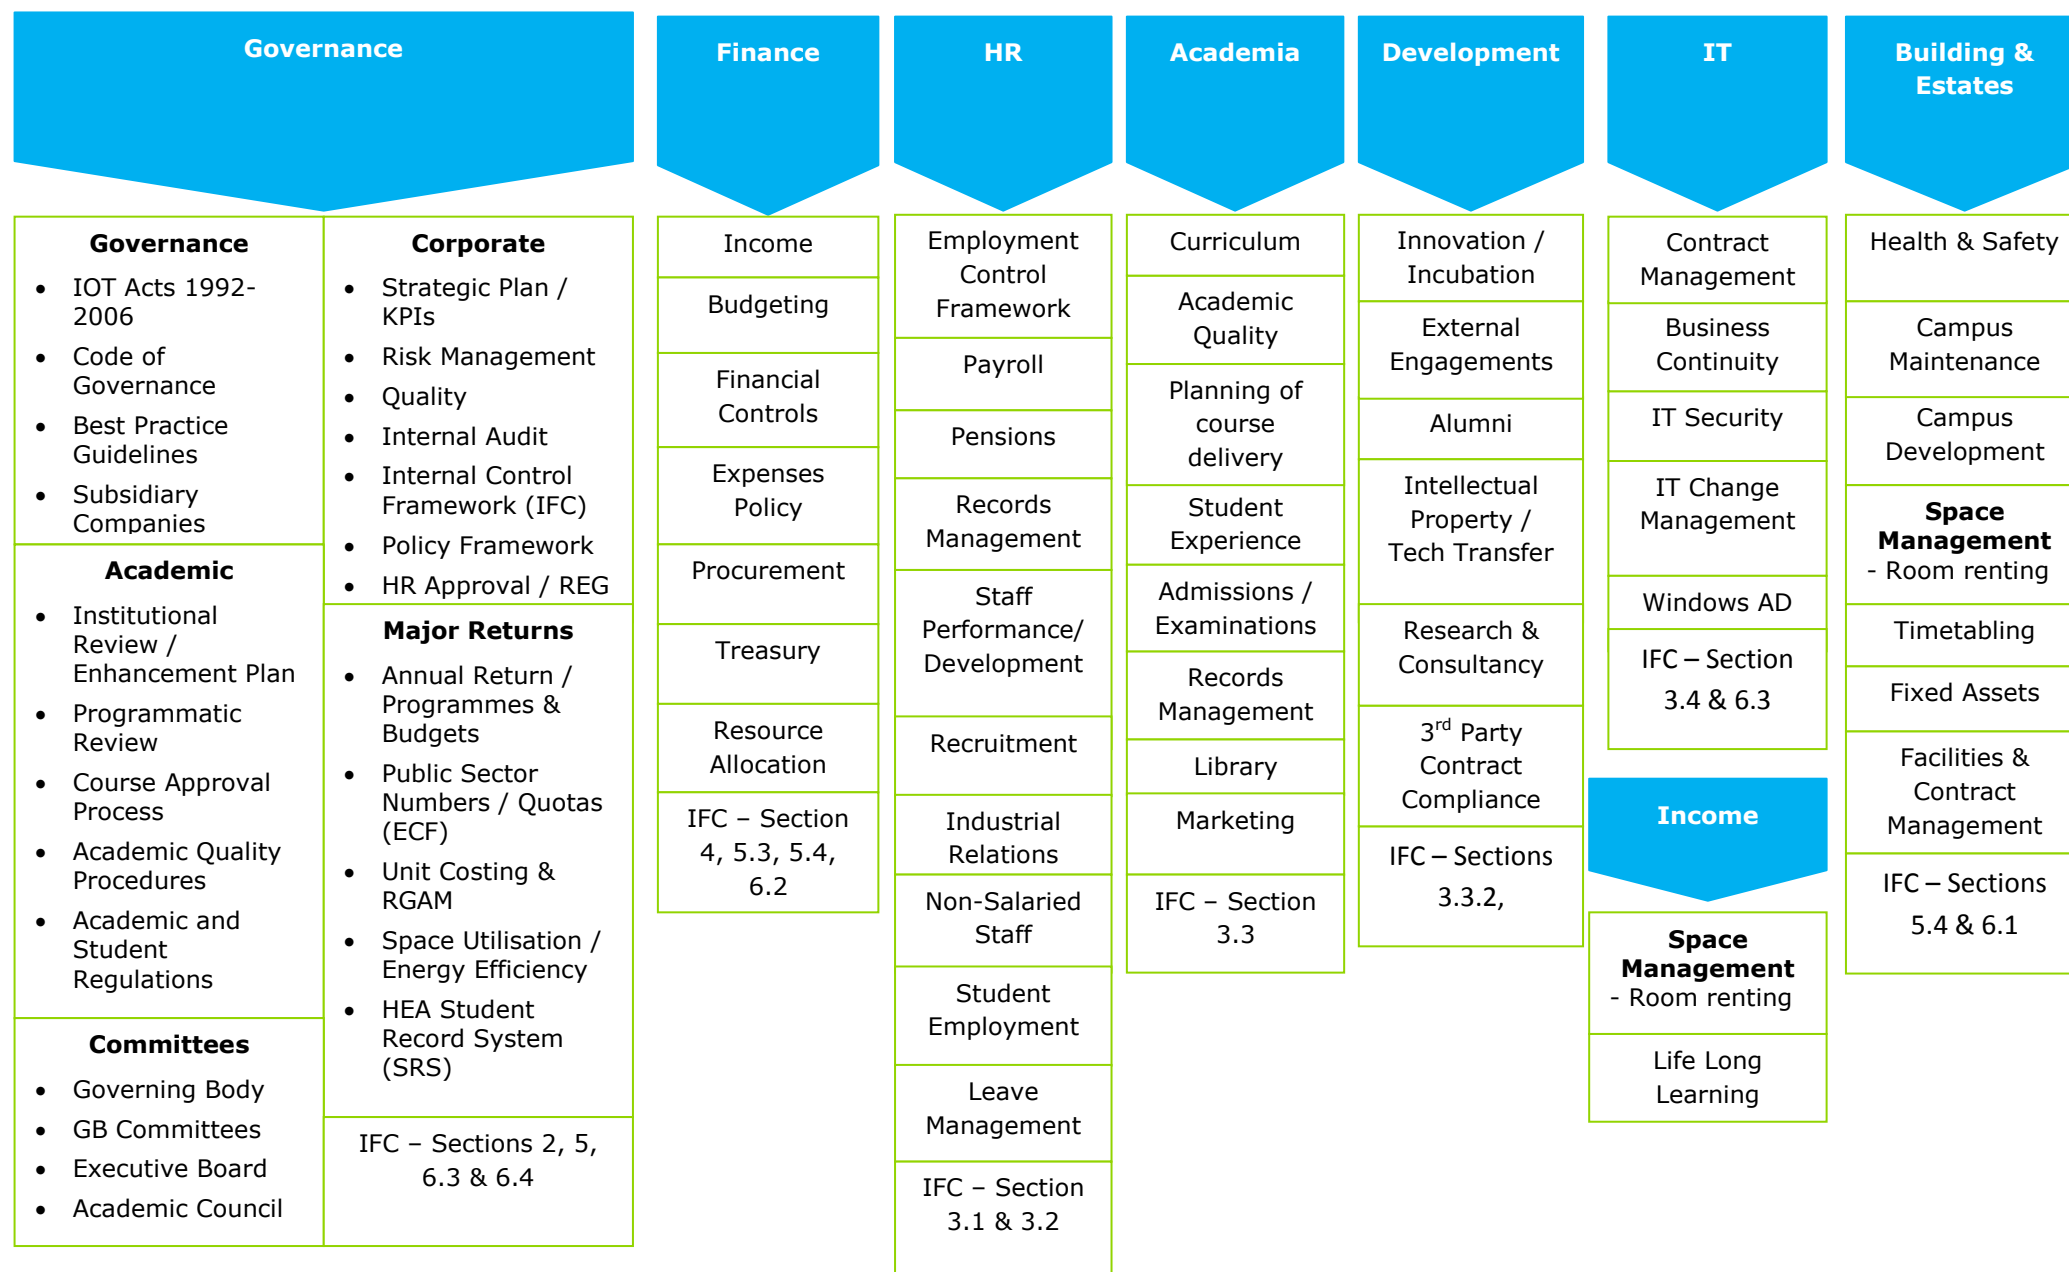 Governance
Governance
• IOT Acts 1992-
2006
• Code of
Governance
• Best Practice
Guidelines
• Subsidiary
Companies
Academic
• Institutional
Review /
Enhancement Plan
• Programmatic
Review
• Course Approval
Process
• Academic Quality
Procedures
• Academic and
Student
Regulations
Committees
• Governing Body
• GB Committees
• Executive Board
• Academic Council
Corporate
• Strategic Plan /
KPIs
• Risk Management
• Quality
• Internal Audit
• Internal Control
Framework (IFC)
• Policy Framework
• HR Approval / REG
Major Returns
• Annual Return /
Programmes &
Budgets
• Public Sector
Numbers / Quotas
(ECF)
• Unit Costing &
RGAM
• Space Utilisation /
Energy Efficiency
• HEA Student
Record System
(SRS)
IFC – Sections 2, 5,
6.3 & 6.4
Finance
Income
Budgeting
Financial
Controls
Expenses
Policy
Procurement
Treasury
Resource
Allocation
IFC – Section
4, 5.3, 5.4,
6.2
HR
Employment
Control
Framework
Payroll
Pensions
Records
Management
Staff
Performance/
Development
Recruitment
Industrial
Relations
Non-Salaried
Staff
Student
Employment
Leave
Management
IFC – Section
3.1 & 3.2
Academia
Curriculum
Academic
Quality
Planning of
course
delivery
Student
Experience
Admissions /
Examinations
Records
Management
Library
Marketing
IFC – Section
3.3
Development
Innovation /
Incubation
External
Engagements
Alumni
Intellectual
Property /
Tech Transfer
Research &
Consultancy
3rd Party
Contract
Compliance
IFC – Sections
3.3.2,
IT
Contract
Management
Business
Continuity
IT Security
IT Change
Management
Windows AD
IFC – Section
3.4 & 6.3
Income
Space
Management
- Room renting
Life Long
Learning
Building &
Estates
Health & Safety
Campus
Maintenance
Campus
Development
Space
Management
- Room renting
Timetabling
Fixed Assets
Facilities &
Contract
Management
IFC – Sections
5.4 & 6.1